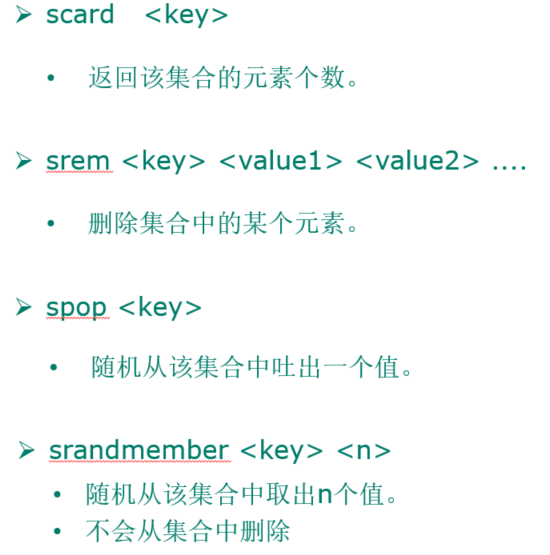 ➢ scard <key>
• 返回该集合的元素个数。
➢ srem <key> <value1> <value2> ....
• 删除集合中的某个元素。
➢ spop <key>
• 随机从该集合中吐出一个值。
➢ srandmember <key> <n>
• 随机从该集合中取出n个值。
• 不会从集合中删除